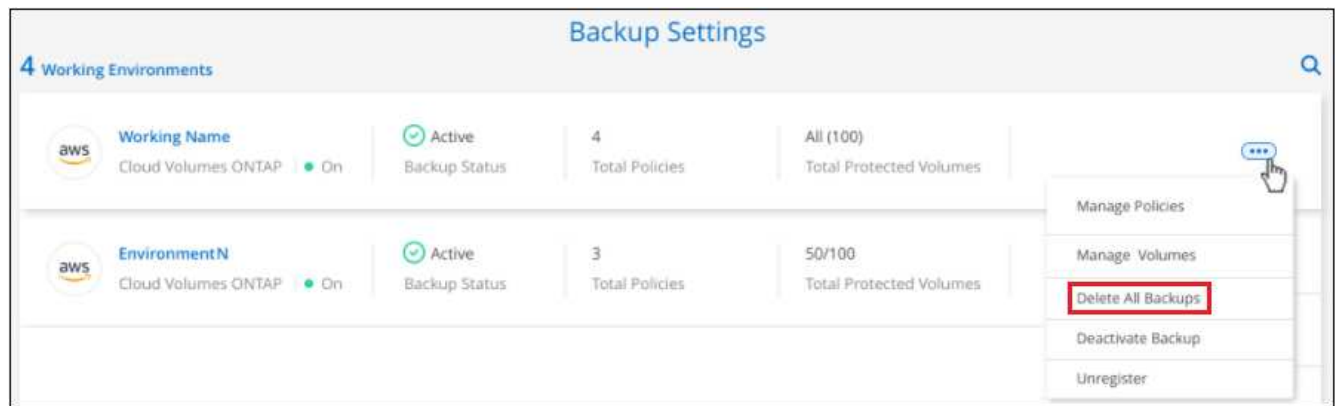 Backup Settings
4 Working Environments
aws Working Name Active 4 All (100)
Cloud Volumes ONTAP On Backup Status Total Policies Total Protected Volumes
Manage Policies
aws EnvironmentN Active 3 50/100 Manage Volumes
Cloud Volumes ONTAP On Backup Status Total Policies Total Protected Volumes
Delete All Backups
Deactivate Backup
Unregister